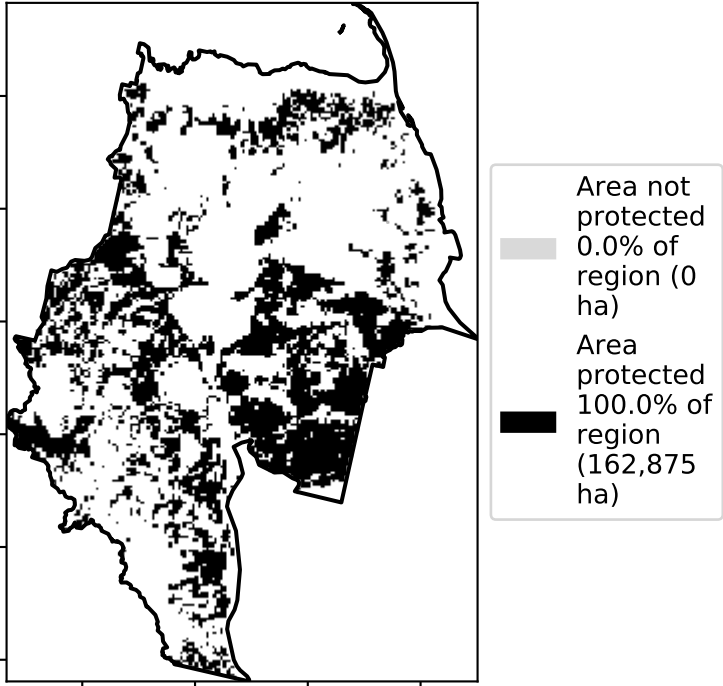 Area not
protected
0.0% of
region (0
ha)
Area
protected
100.0% of
region
(162,875
ha)